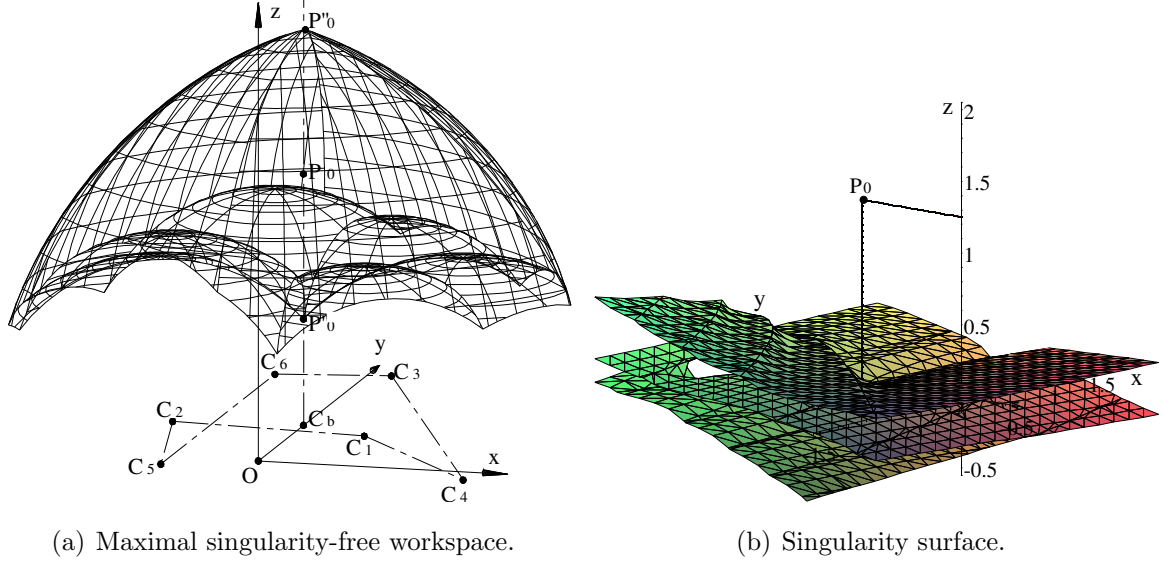 z
P"0
P0
P'''0
y
C6
C3
C2
Cb
C1
C5
O
x
C4
z
2
P0
1.5
1
y
0.5
1.5
x
-0.5
(a) Maximal singularity-free workspace.
(b) Singularity surface.